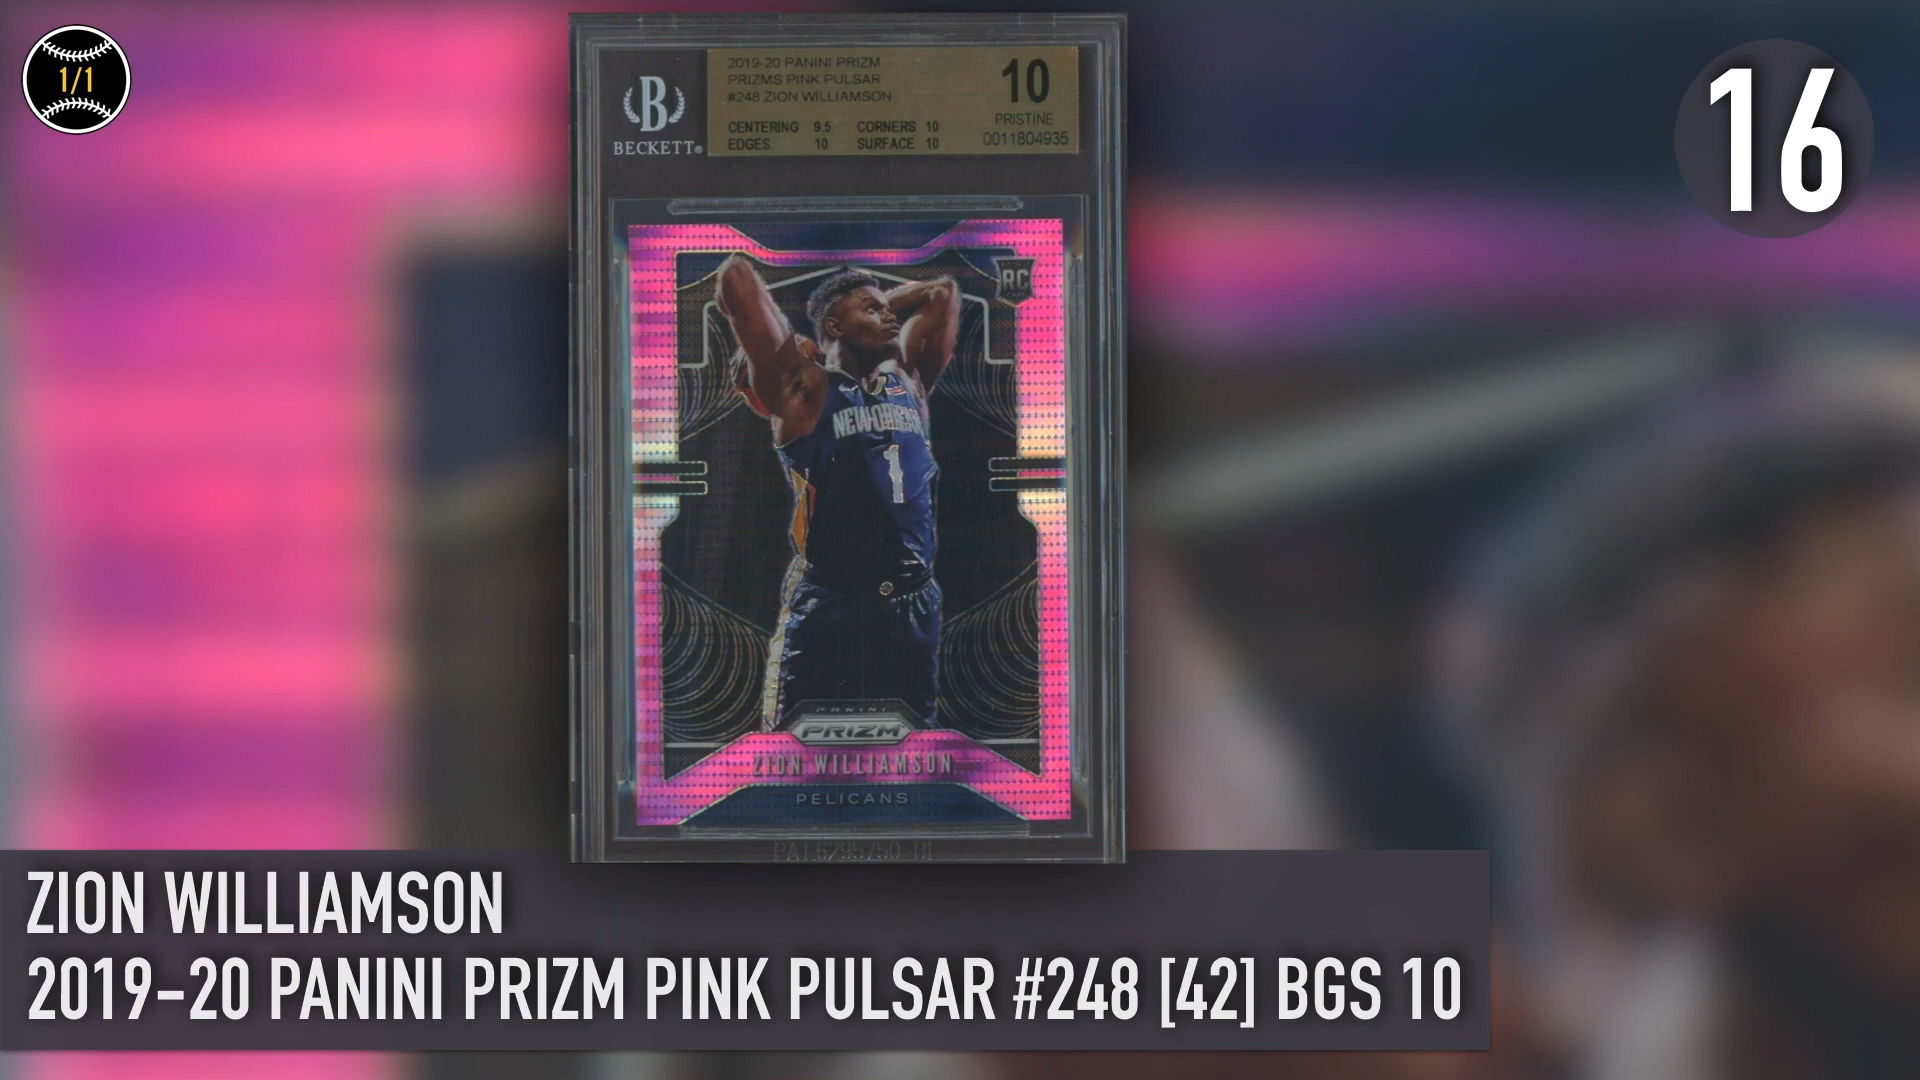 1/1
16
2019-20 PANINI PRIZM
PRIZMS PINK PULSAR
#248 ZION WILLIAMSON
CENTERING 9.5 CORNERS 10
EDGES 10 SURFACE 10
10
PRISTINE
0011804935
B
BECKETT®
RC
NEW ORLEANS
1
PANINI
PRIZM
ZION WILLIAMSON
PELICANS
ZION WILLIAMSON
2019-20 PANINI PRIZM PINK PULSAR #248 [42] BGS 10